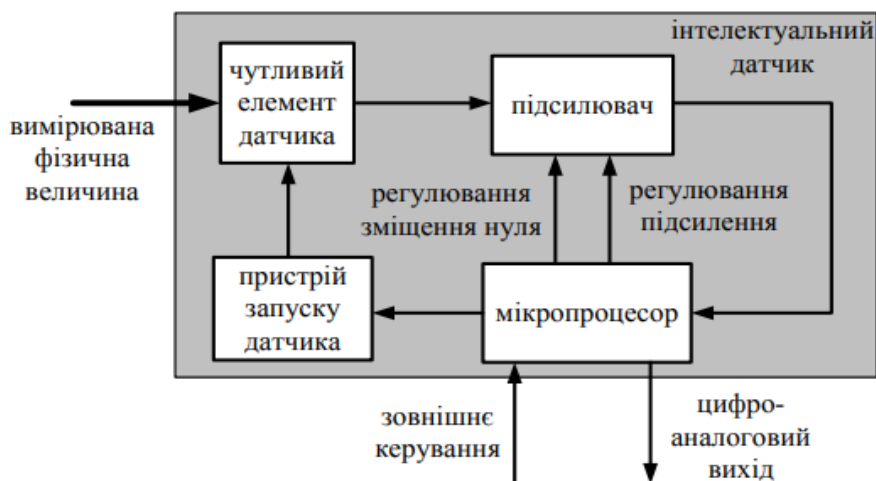 інтелектуальний
датчик
чутливий
елемент
датчика
підсилювач
вимірювана
фізична
величина
регулювання
зміщення нуля
регулювання
підсилення
пристрій
запуску
датчика
мікропроцесор
зовнішнє
керування
цифро-
аналоговий
вихід